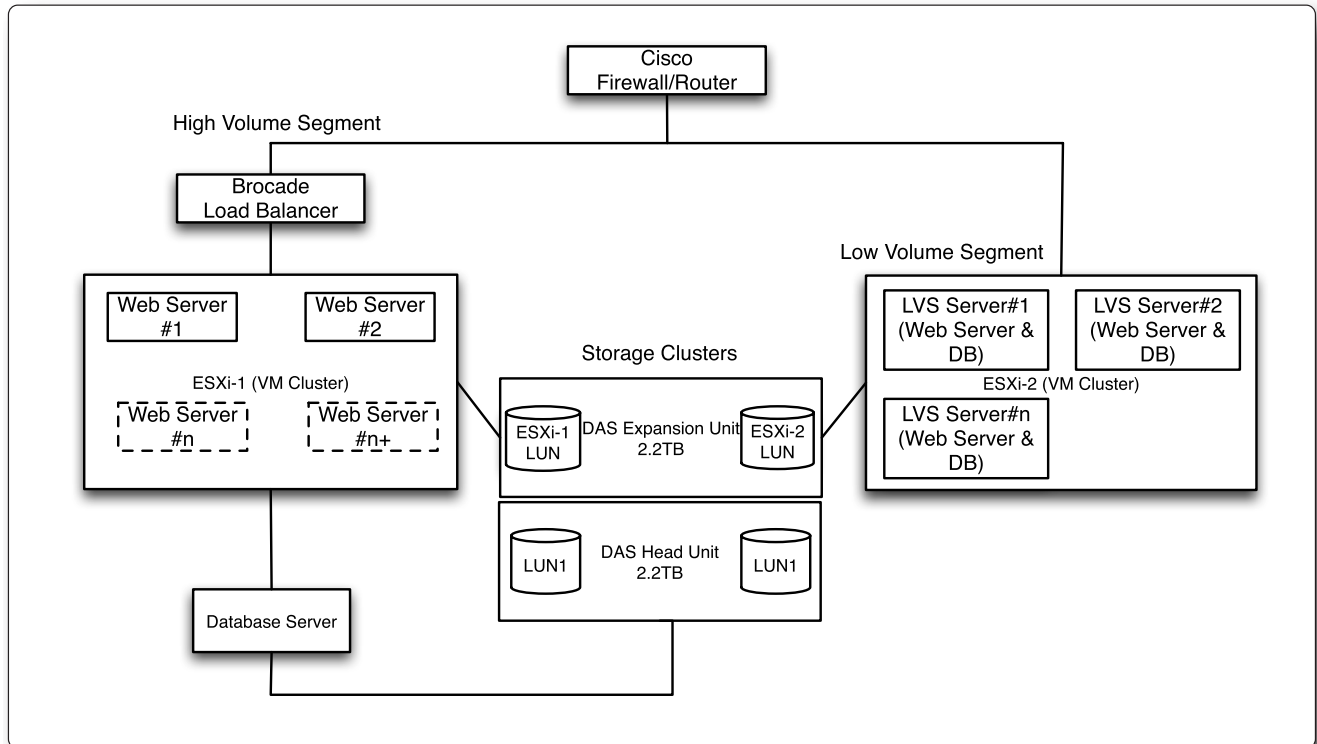 Cisco
Firewall/Router
High Volume Segment
Brocade
Load Balancer
Low Volume Segment
Web Server
#1
Web Server
#2
ESXi-1 (VM Cluster)
Web Server
#n
Web Server
#n+
LVS Server#1
(Web Server &
DB)
LVS Server#2
(Web Server &
DB)
ESXi-2 (VM Cluster)
LVS Server#n
(Web Server &
DB)
Storage Clusters
ESXi-1
LUN
DAS Expansion Unit
2.2TB
ESXi-2
LUN
LUN1
DAS Head Unit
2.2TB
LUN1
Database Server